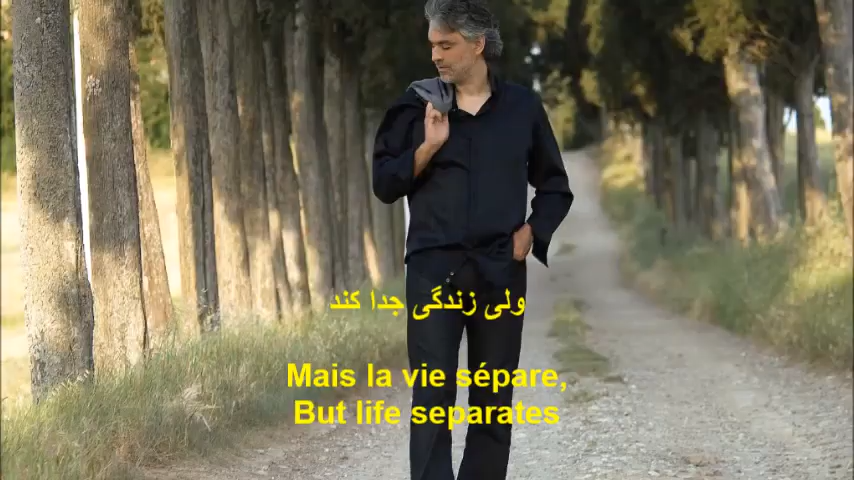 ولی زندگی جدا کند
Mais la vie sépare,
But life separates